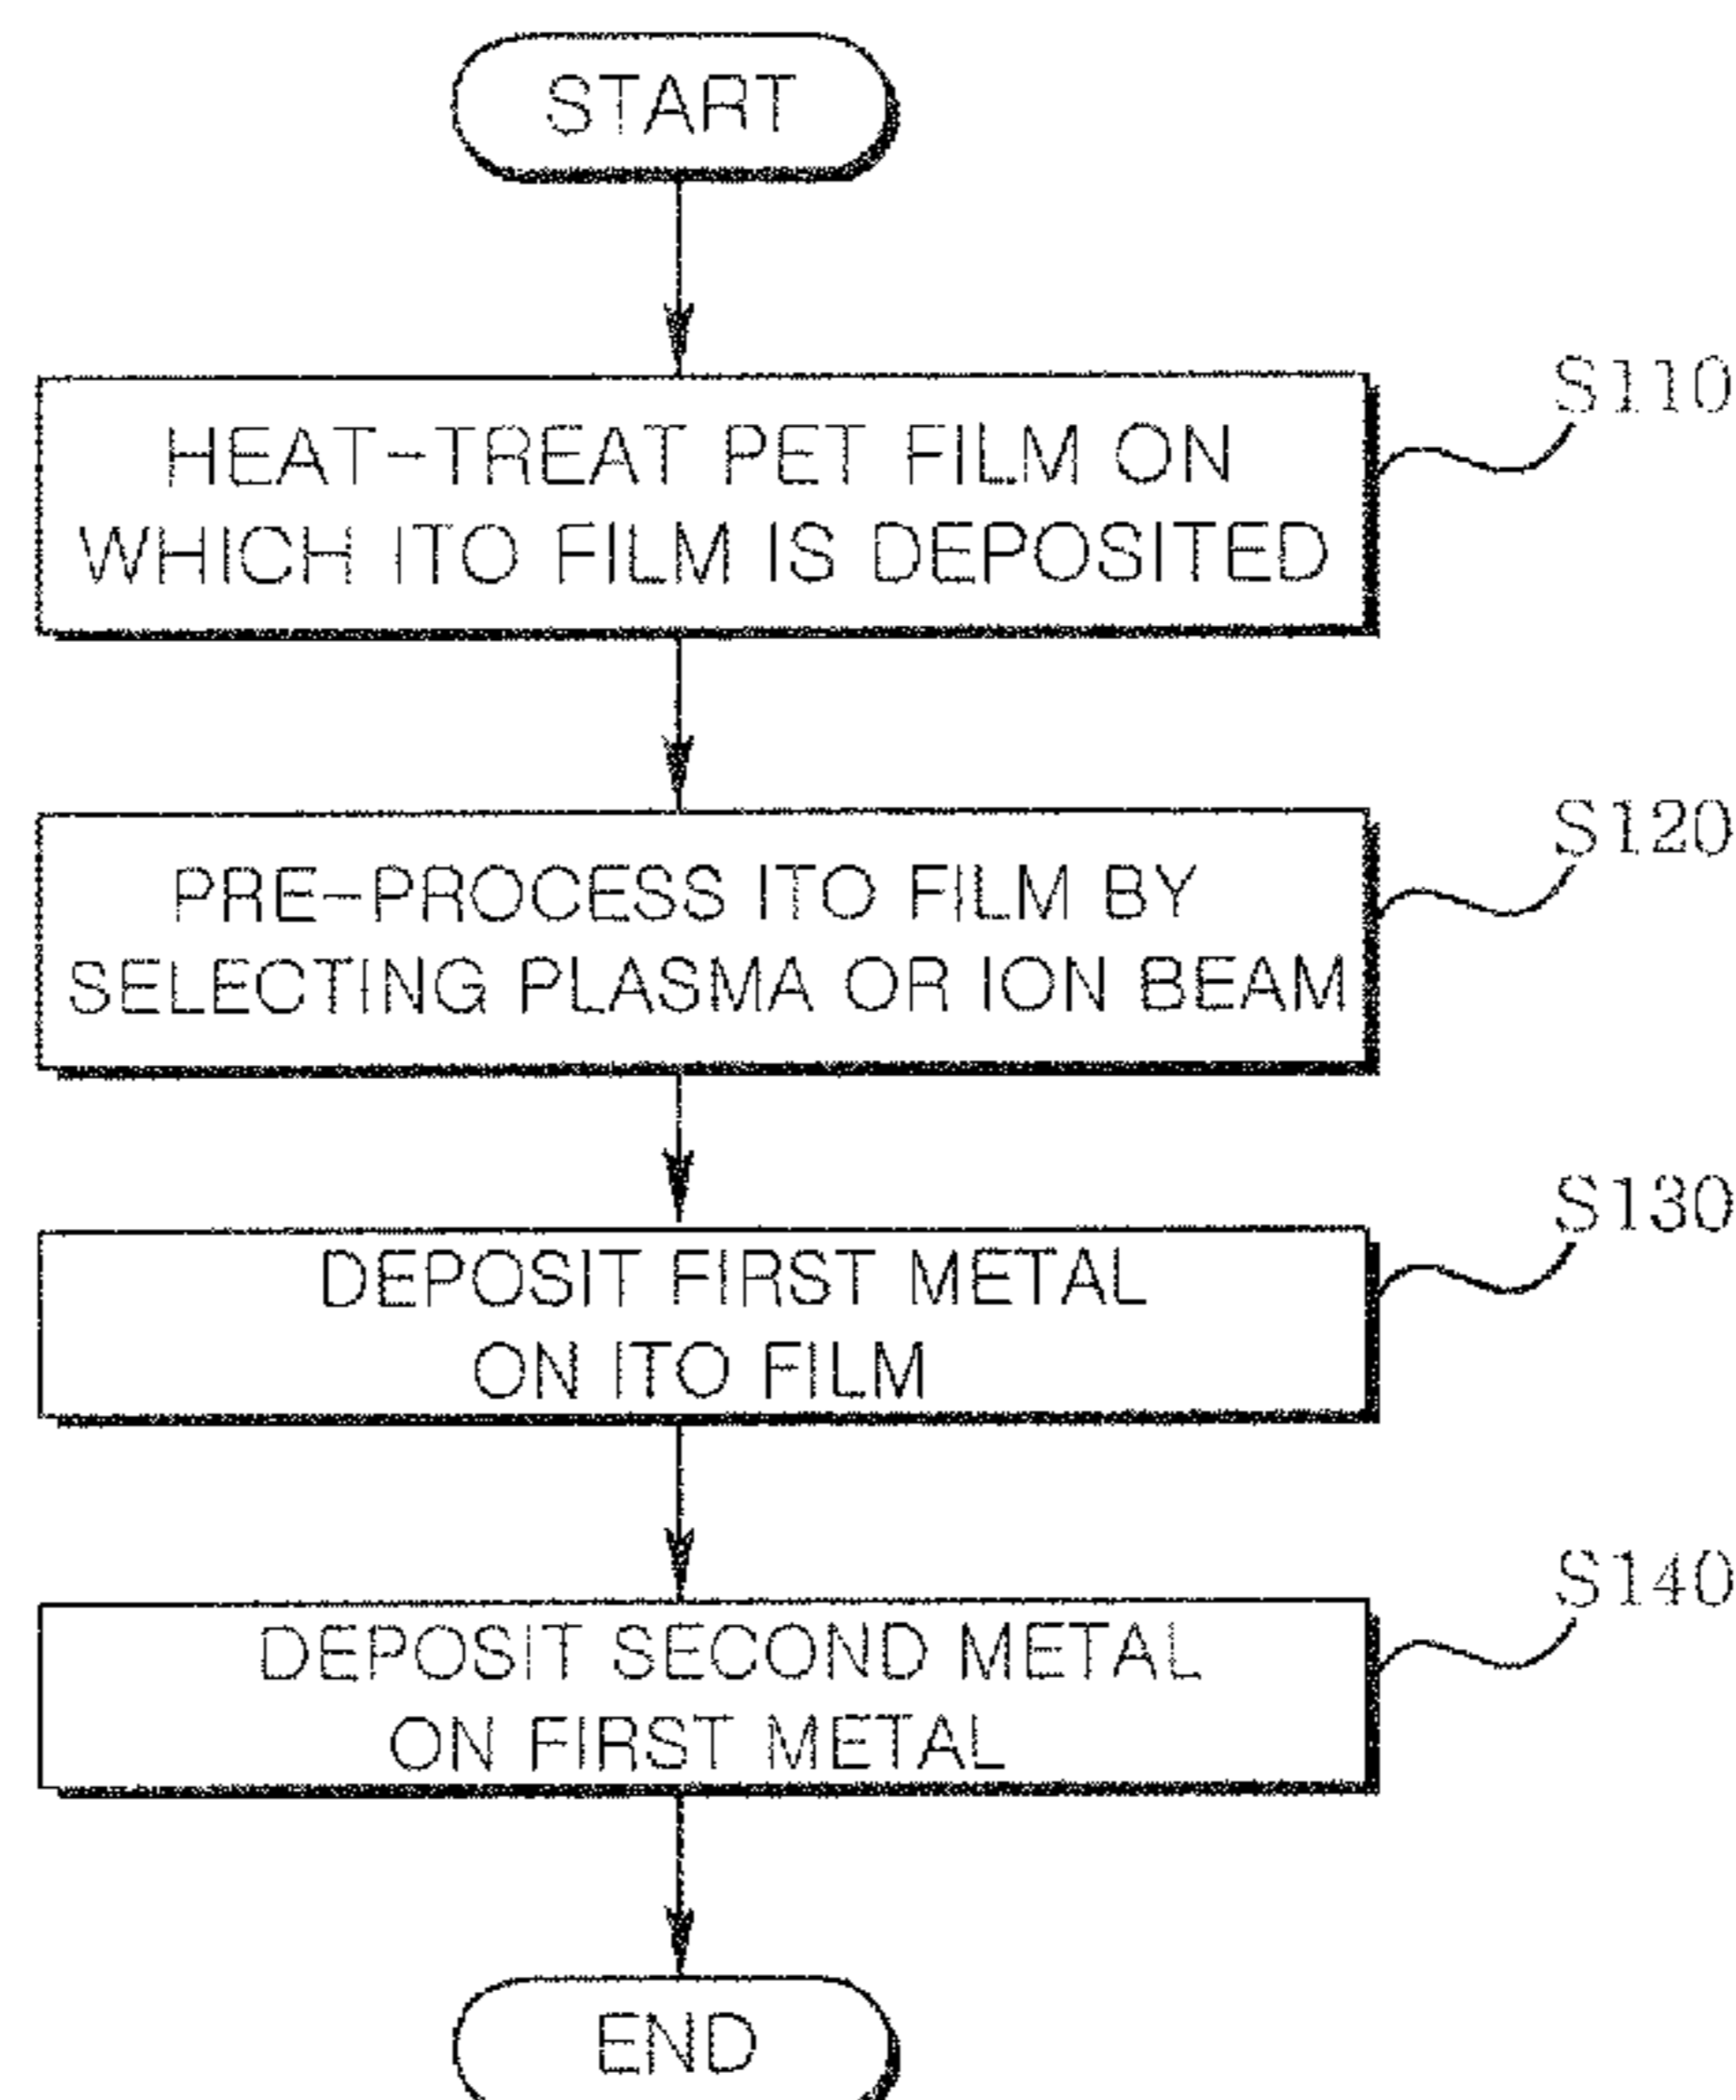 START
HEAT-TREAT PET FILM ON
WHICH ITO FILM IS DEPOSITED
S110
PRE-PROCESS ITO FILM BY
SELECTING PLASMA OR ION BEAM
S120
DEPOSIT FIRST METAL
ON ITO FILM
S130
DEPOSIT SECOND METAL
ON FIRST METAL
S140
END